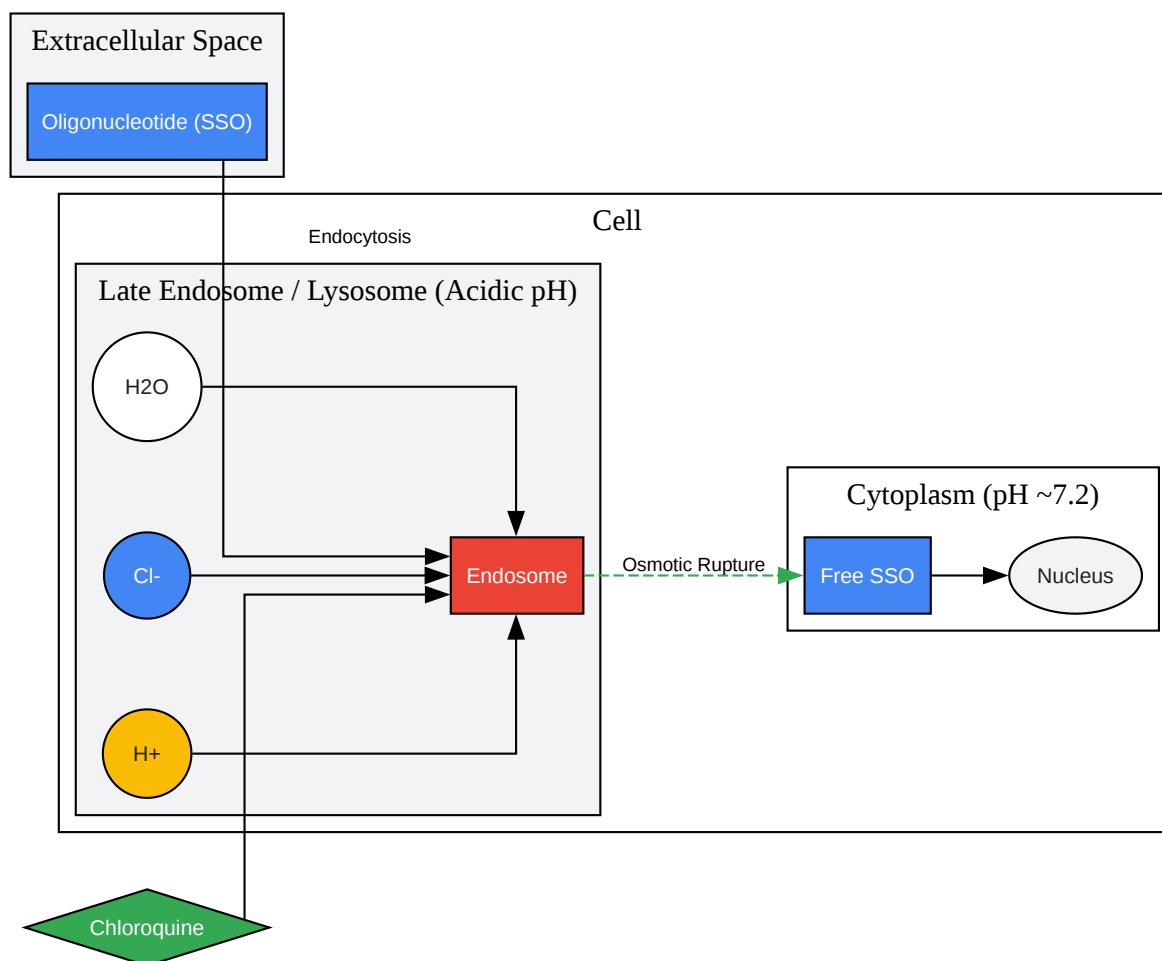 Extracellular Space
Oligonucleotide (SSO)
Cell
Endocytosis
Late Endosome / Lysosome (Acidic pH)
H2O
Cytoplasm (pH ~7.2)
Cl-
Endosome
Osmotic Rupture
Free SSO
Nucleus
H+
Chloroquine